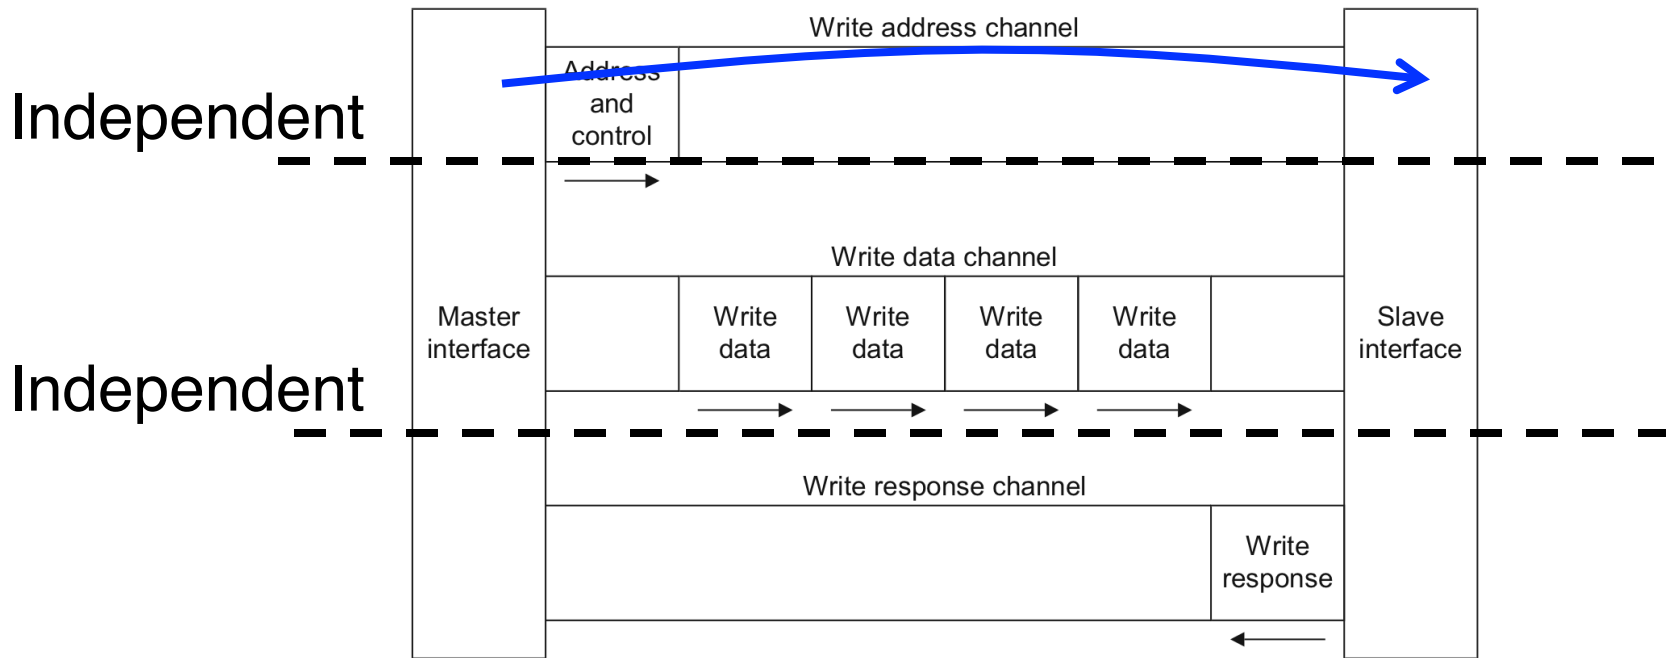 Write address channel
Address
and
control
Independent
Write data channel
Master
interface
Write
data
Write
data
Write
data
Write
data
Slave
interface
Independent
Write response channel
Write
response